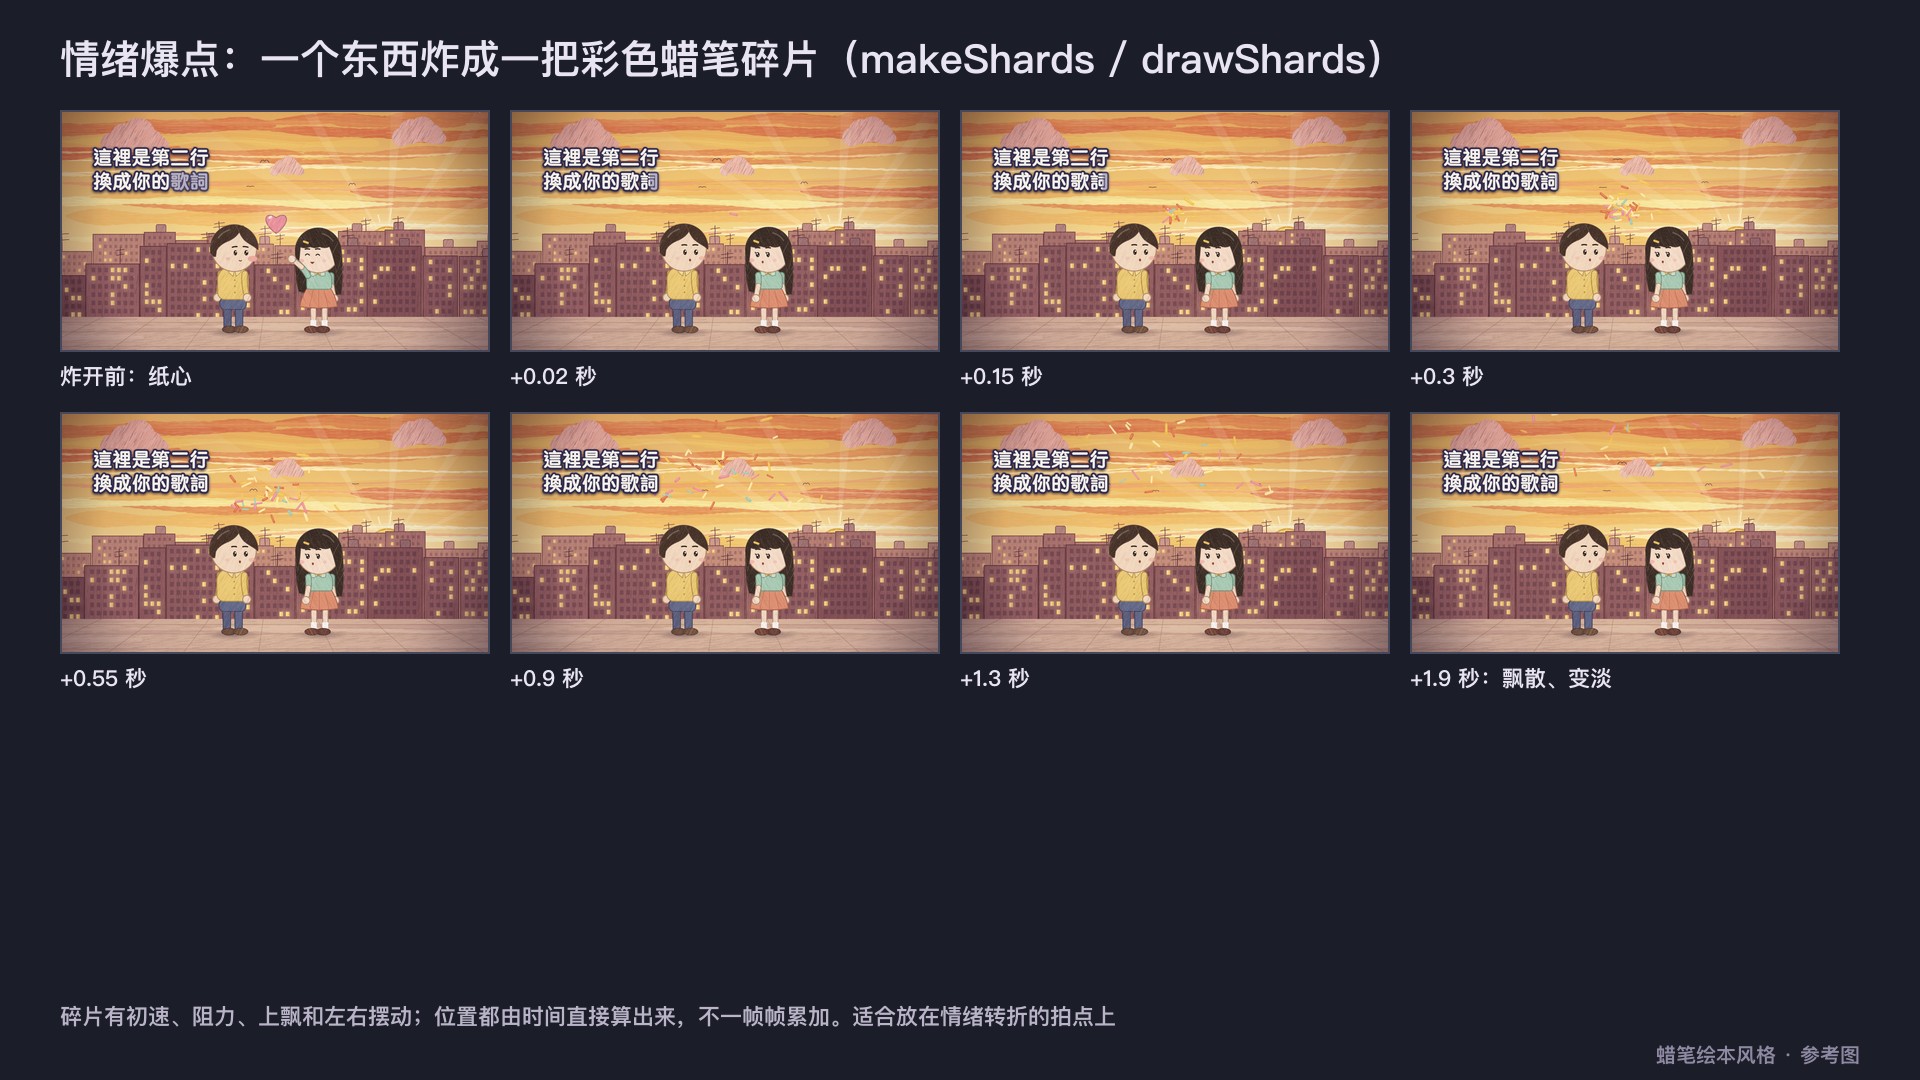 情绪爆点：一个东西炸成一把彩色蜡笔碎片（makeShards / drawShards）
這裡是第二行
換成你的歌詞
這裡是第二行
換成你的歌詞
這裡是第二行
換成你的歌詞
這裡是第二行
換成你的歌詞
炸开前：纸心
+0.02 秒
+0.15 秒
+0.3 秒
這裡是第二行
換成你的歌詞
這裡是第二行
換成你的歌詞
這裡是第二行
換成你的歌詞
這裡是第二行
換成你的歌詞
+0.55 秒
+0.9 秒
+1.3 秒
+1.9 秒：飘散、变淡
碎片有初速、阻力、上飘和左右摆动；位置都由时间直接算出来，不一帧帧累加。适合放在情绪转折的拍点上
蜡笔绘本风格 · 参考图